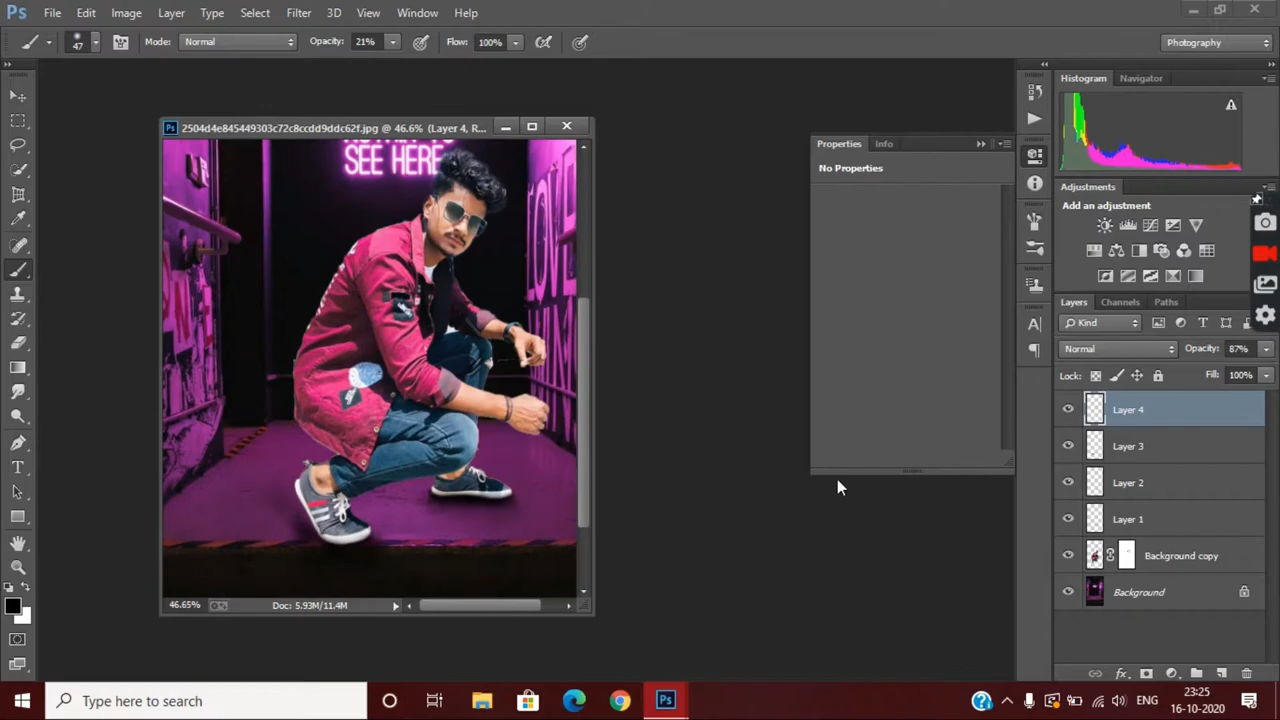 Ps File Edit Image Layer Type Select Filter 3D View Window Help
47 Mode: Normal Opacity: 21% Flow: 100% Photography
Histogram Navigator
Ps 2504d4e845449303c72c8ccdd9ddc62f.jpg @ 46.6% (Layer 4, R...
SEE HERE
LOVE
Properties Info
No Properties
Adjustments
Add an adjustment
Layers Channels Paths
Kind
Normal Opacity: 87%
Lock: Fill: 100%
Layer 4
Layer 3
Layer 2
Layer 1
Background copy
Background
46.65% Doc: 5.93M/11.4M
Type here to search
Ps
ENG
23:25
16-10-2020